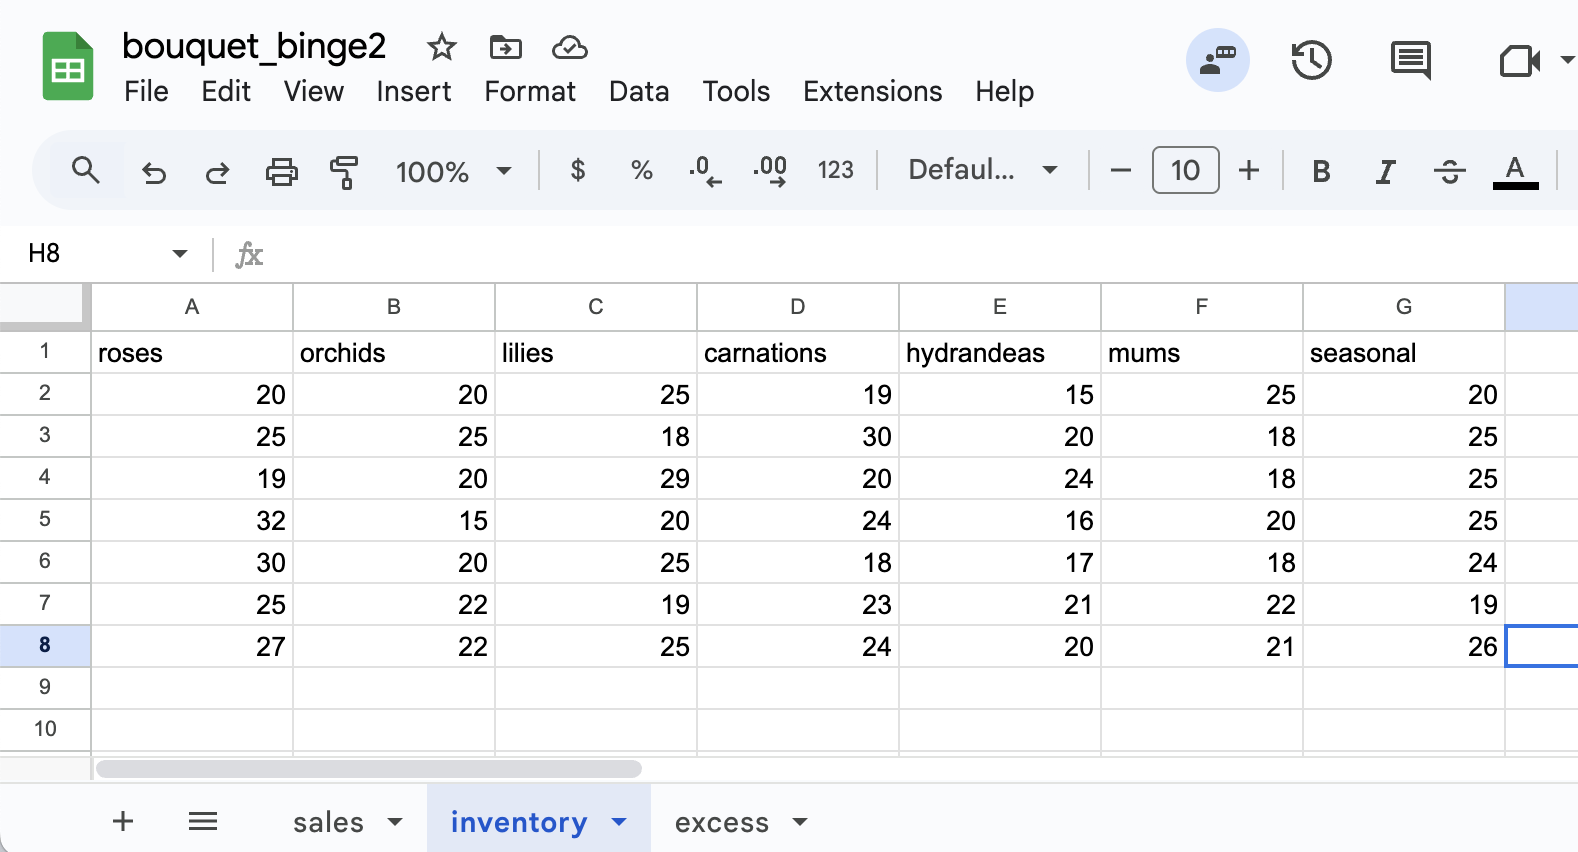 bouquet_binge2
File Edit View Insert Format Data Tools Extensions Help
100% $ % .0 .00 123 Defaul... 10 B I S A
H8 fx
A B C D E F G
1 roses orchids lilies carnations hydrandeas mums seasonal
2 20 20 25 19 15 25 20
3 25 25 18 30 20 18 25
4 19 20 29 20 24 18 25
5 32 15 20 24 16 20 25
6 30 20 25 18 17 18 24
7 25 22 19 23 21 22 19
8 27 22 25 24 20 21 26
9
10
sales inventory excess